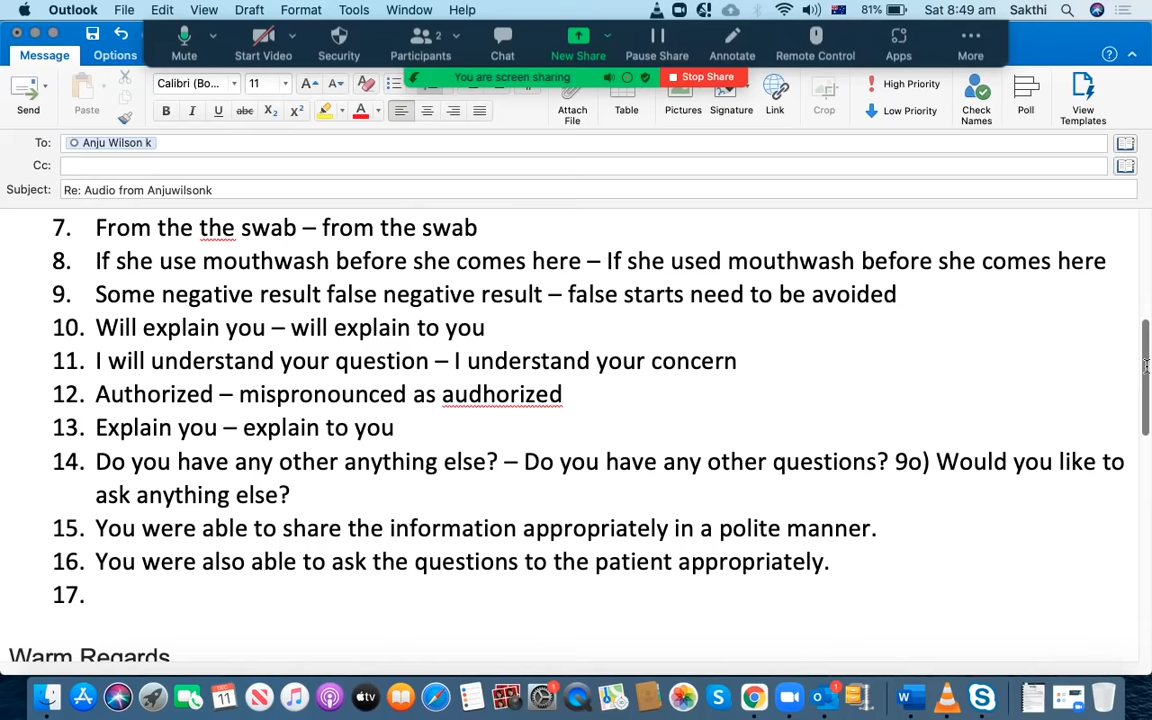 Outlook File Edit View Draft Format Tools Window Help 81% Sat 8:49 am Sakthi
Mute Start Video Security 2 Participants Chat New Share Pause Share Annotate Remote Control Apps More
Message Options
You are screen sharing Stop Share
Send Paste Calibri (Bo... 11 Attach File Table Pictures Signature Link Crop High Priority Low Priority Check Names Poll View Templates
To: Anju Wilson k
Cc:
Subject: Re: Audio from Anjuwilsonk
7. From the the swab – from the swab
8. If she use mouthwash before she comes here – If she used mouthwash before she comes here
9. Some negative result false negative result – false starts need to be avoided
10. Will explain you – will explain to you
11. I will understand your question – I understand your concern
12. Authorized – mispronounced as audhorized
13. Explain you – explain to you
14. Do you have any other anything else? – Do you have any other questions? 9o) Would you like to
ask anything else?
15. You were able to share the information appropriately in a polite manner.
16. You were also able to ask the questions to the patient appropriately.
17.
Warm Regards